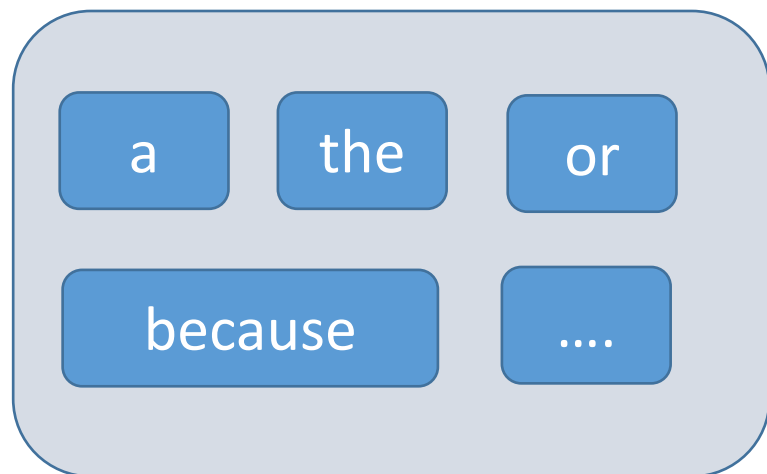 a the or
because ....